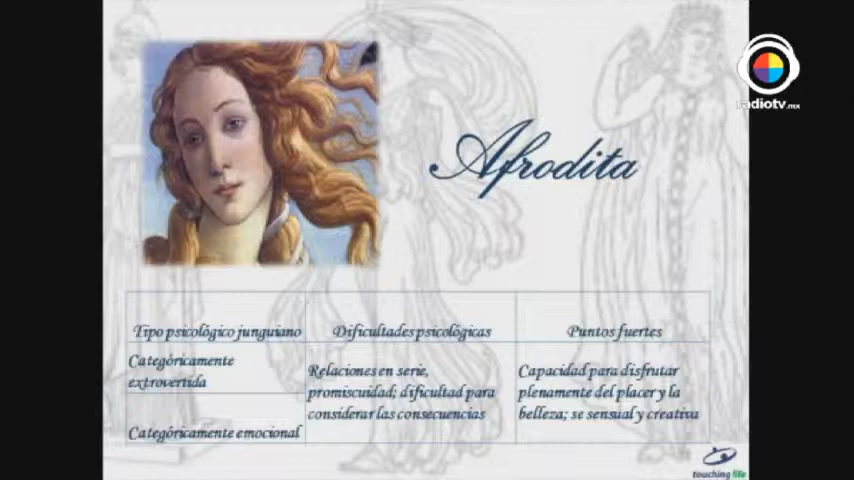 radiotv.mx
Afrodita
Tipo psicológico junguiano
Dificultades psicológicas
Puntos fuertes
Categóricamente
extrovertida
Categóricamente emocional
Relaciones en serie,
promiscuidad; dificultad para
considerar las consecuencias
Capacidad para disfrutar
plenamente del placer y la
belleza; se sensual y creativa
touching life